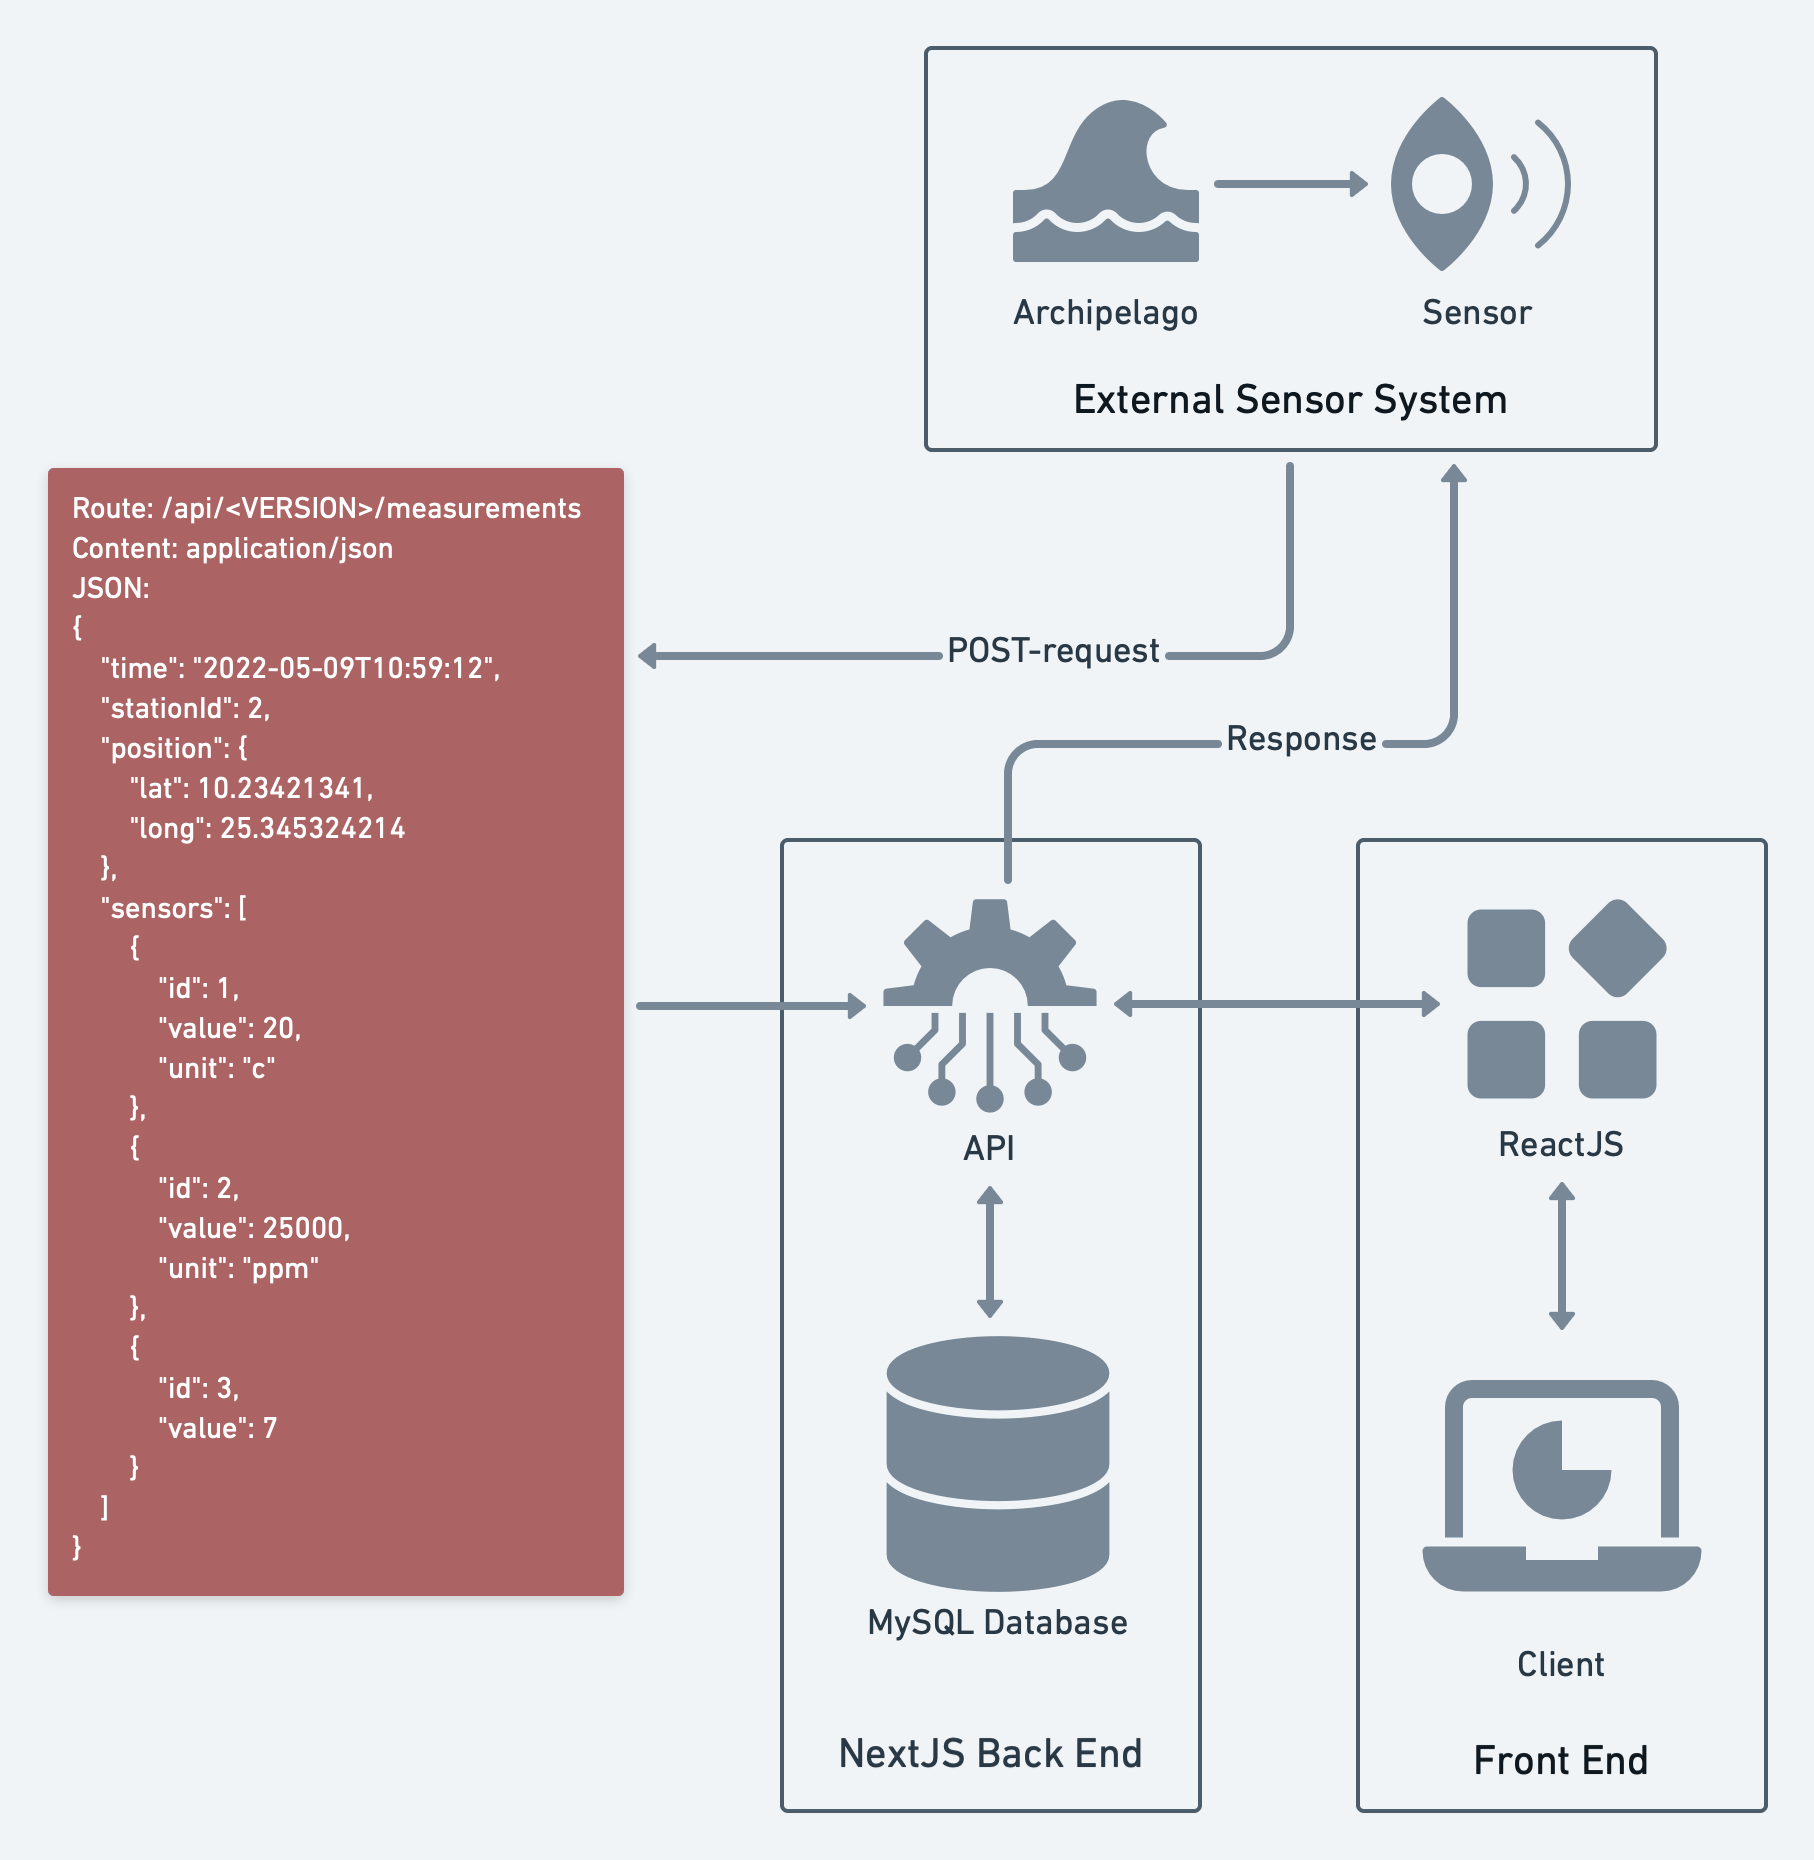 Archipelago
Sensor
External Sensor System
Route: /api/<VERSION>/measurements
Content: application/json
JSON:
{
"time": "2022-05-09T10:59:12",
"stationId": 2,
"position": {
"lat": 10.23421341,
"long": 25.345324214
},
"sensors": [
{
"id": 1,
"value": 20,
"unit": "c"
},
{
"id": 2,
"value": 25000,
"unit": "ppm"
},
{
"id": 3,
"value": 7
}
]
}
POST-request
Response
API
MySQL Database
NextJS Back End
ReactJS
Client
Front End